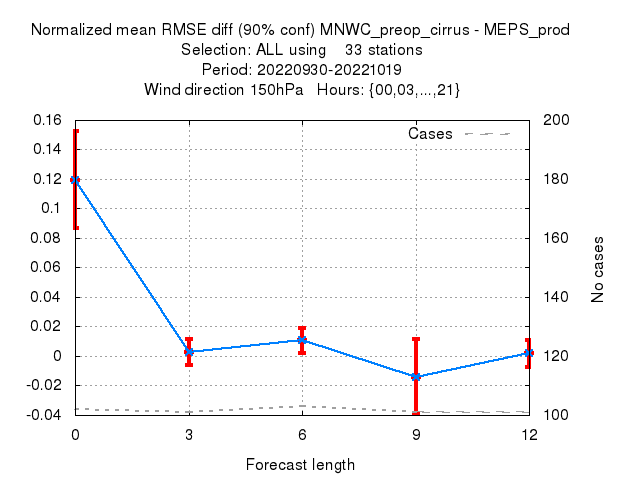 Normalized mean RMSE diff (90% conf) MNWC_preop_cirrus - MEPS_prod
Selection: ALL using    33 stations
Period: 20220930-20221019
Wind direction 150hPa   Hours: {00,03,...,21}
Cases
0.16
0.14
0.12
0.1
0.08
0.06
0.04
0.02
0
-0.02
-0.04
200
180
160
140
120
100
No cases
0 3 6 9 12
Forecast length